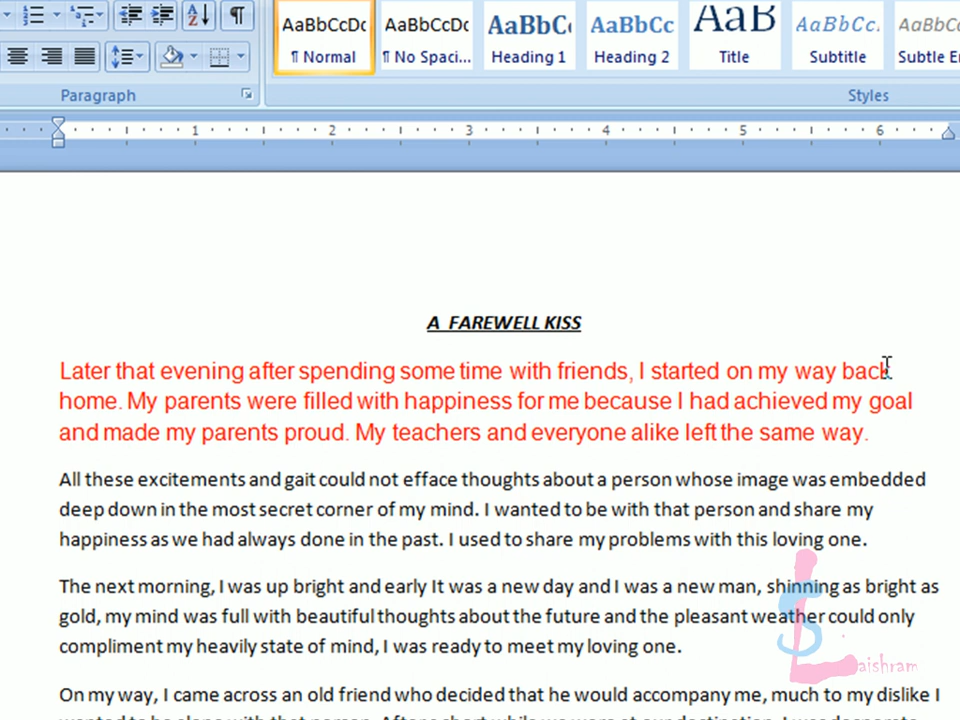 AaBbCcDc AaBbCcDc AaBbC AaBbCc AaB AaBbCc. AaBbCc
¶ Normal ¶ No Spaci... Heading 1 Heading 2 Title Subtitle Subtle
Paragraph Styles
1 2 3 4 5 6
A FAREWELL KISS
Later that evening after spending some time with friends, I started on my way back
home. My parents were filled with happiness for me because I had achieved my goal
and made my parents proud. My teachers and everyone alike left the same way.
All these excitements and gait could not efface thoughts about a person whose image was embedded
deep down in the most secret corner of my mind. I wanted to be with that person and share my
happiness as we had always done in the past. I used to share my problems with this loving one.
The next morning, I was up bright and early It was a new day and I was a new man, shinning as bright as
gold, my mind was full with beautiful thoughts about the future and the pleasant weather could only
compliment my heavily state of mind, I was ready to meet my loving one.
Laishram
On my way, I came across an old friend who decided that he would accompany me, much to my dislike I